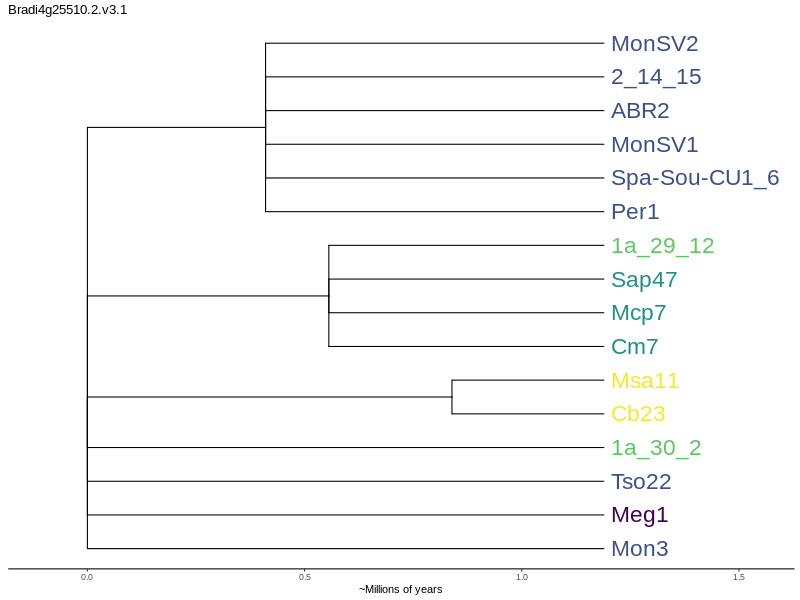 Bradi4g25510.2.v3.1
MonSV2
2_14_15
ABR2
MonSV1
Spa-Sou-CU1_6
Per1
1a_29_12
Sap47
Mcp7
Cm7
Msa11
Cb23
1a_30_2
Tso22
Meg1
Mon3
0.0 0.5 1.0 1.5
~Millions of years